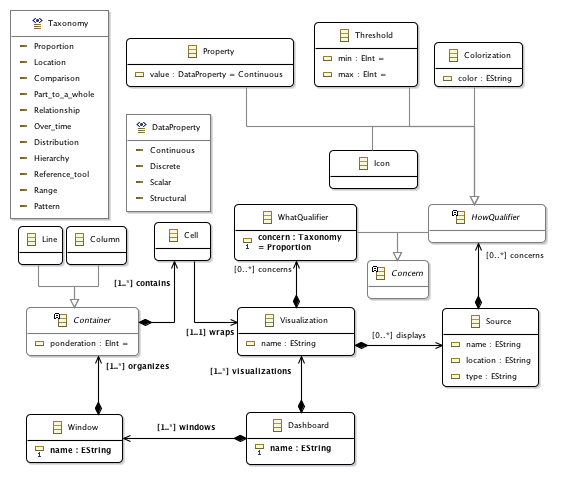 Taxonomy
Proportion
Location
Comparison
Part_to_a_whole
Relationship
Over_time
Distribution
Hierarchy
Reference_tool
Range
Pattern
Property
value : DataProperty = Continuous
Threshold
min : EInt =
max : EInt =
Colorization
color : EString
DataProperty
Continuous
Discrete
Scalar
Structural
Icon
Line
Column
Cell
WhatQualifier
concern : Taxonomy
= Proportion
HowQualifier
Concern
[0..*] concerns
[0..*] concerns
[1..*] contains
Container
ponderation : EInt =
[1..1] wraps
Visualization
name : EString
[0..*] displays
Source
name : EString
location : EString
type : EString
[1..*] organizes
[1..*] visualizations
Window
name : EString
[1..*] windows
Dashboard
name : EString